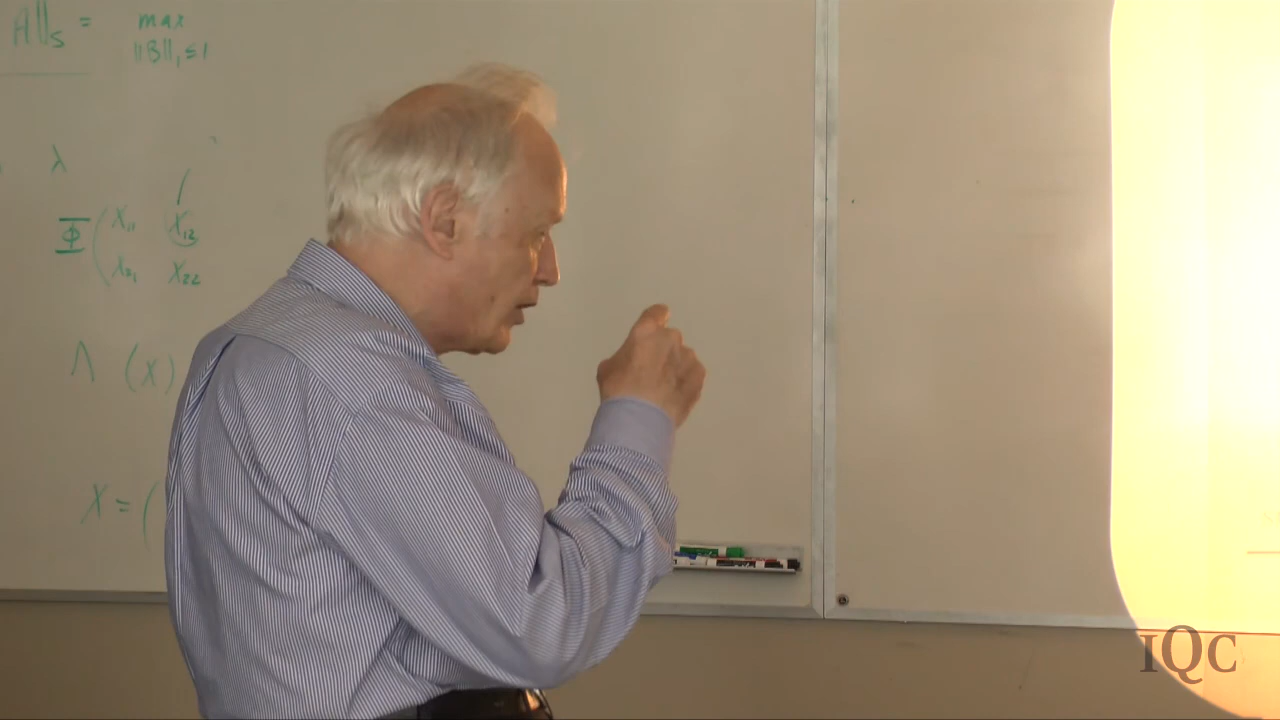 A||s = max
||B||₁ ≤ 1
λ
Φ ( X₁₁ X₁₂
X₂₁ X₂₂
Λ (X)
X = (
IQC